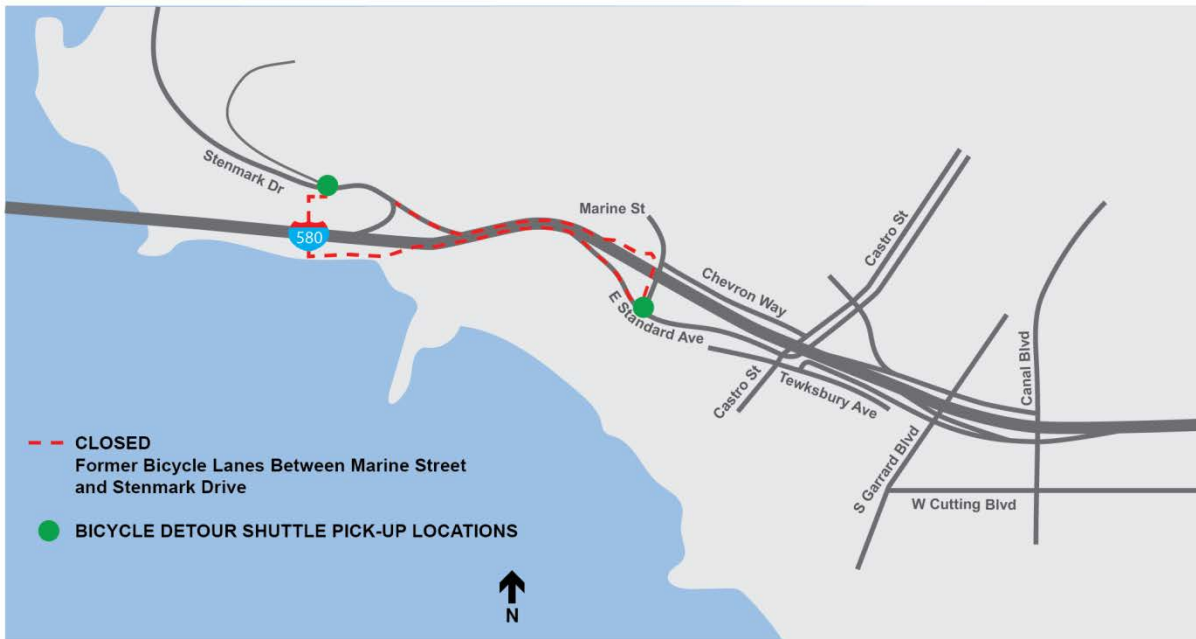 Stenmark Dr
580
Marine St
Castro St
Chevron Way
E Standard Ave
Castro St
Tewksbury Ave
Canal Blvd
S Garrard Blvd
W Cutting Blvd
CLOSED
Former Bicycle Lanes Between Marine Street
and Stenmark Drive
BICYCLE DETOUR SHUTTLE PICK-UP LOCATIONS
N